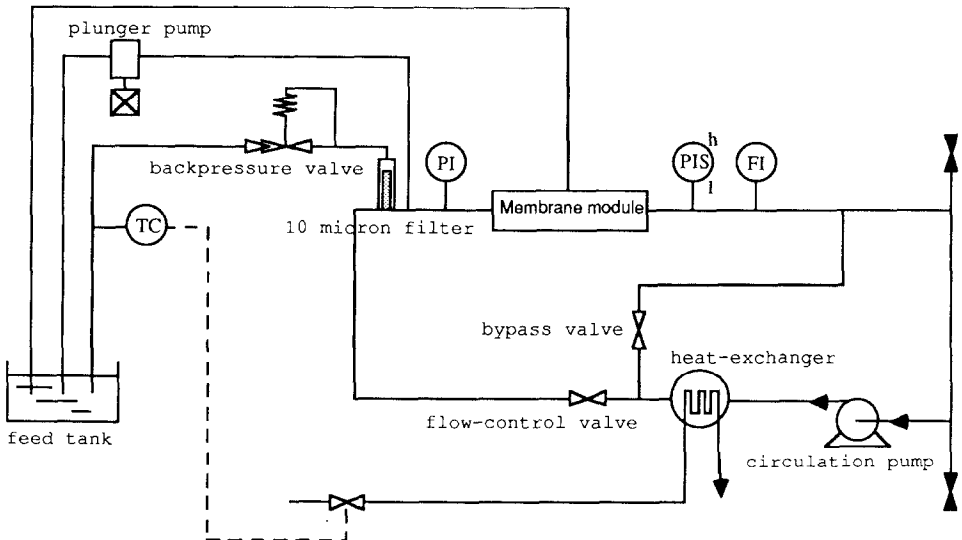 plunger pump
backpressure valve
PI
PIS
h
l
FI
Membrane module
TC
10 micron filter
bypass valve
heat-exchanger
feed tank
flow-control valve
circulation pump